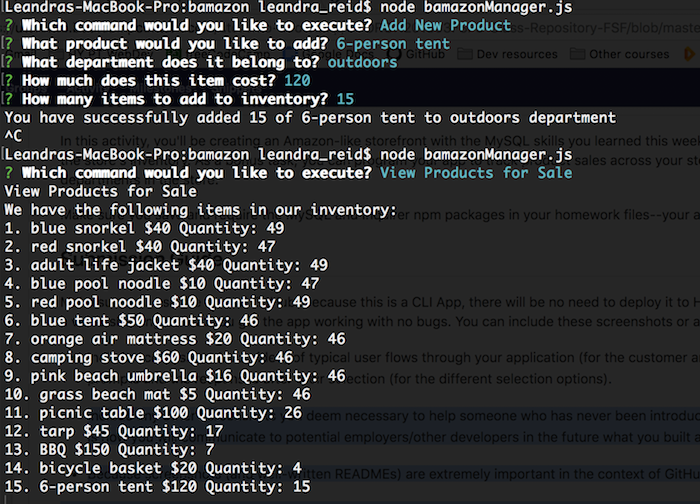 Leandras-MacBook-Pro:bamazon leandra_reid$ node bamazonManager.js
? Which command would you like to execute? Add New Product
? What product would you like to add? 6-person tent
? What department does it belong to? outdoors
? How much does this item cost? 120
? How many items to add to inventory? 15
You have successfully added 15 of 6-person tent to outdoors department
^C
Leandras-MacBook-Pro:bamazon leandra_reid$ node bamazonManager.js
? Which command would you like to execute? View Products for Sale
View Products for Sale
We have the following items in our inventory:
1. blue snorkel $40 Quantity: 49
2. red snorkel $40 Quantity: 47
3. adult life jacket $40 Quantity: 49
4. blue pool noodle $10 Quantity: 47
5. red pool noodle $10 Quantity: 49
6. blue tent $50 Quantity: 46
7. orange air mattress $20 Quantity: 46
8. camping stove $60 Quantity: 46
9. pink beach umbrella $16 Quantity: 46
10. grass beach mat $5 Quantity: 46
11. picnic table $100 Quantity: 26
12. tarp $45 Quantity: 17
13. BBQ $150 Quantity: 7
14. bicycle basket $20 Quantity: 4
15. 6-person tent $120 Quantity: 15